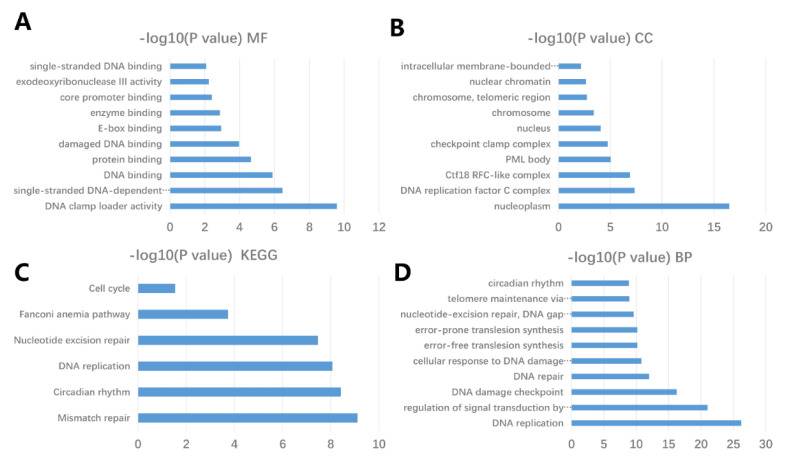 A
-log10(P value) MF
single-stranded DNA binding
exodeoxyribonuclease III activity
core promoter binding
enzyme binding
E-box binding
damaged DNA binding
protein binding
DNA binding
single-stranded DNA-dependent…
DNA clamp loader activity
0 2 4 6 8 10 12
B
-log10(P value) CC
intracellular membrane-bounded…
nuclear chromatin
chromosome, telomeric region
chromosome
nucleus
checkpoint clamp complex
PML body
Ctf18 RFC-like complex
DNA replication factor C complex
nucleoplasm
0 5 10 15 20
C
-log10(P value) KEGG
Cell cycle
Fanconi anemia pathway
Nucleotide excision repair
DNA replication
Circadian rhythm
Mismatch repair
0 2 4 6 8 10
D
-log10(P value) BP
circadian rhythm
telomere maintenance via…
nucleotide-excision repair, DNA gap…
error-prone translesion synthesis
error-free translesion synthesis
cellular response to DNA damage…
DNA repair
DNA damage checkpoint
regulation of signal transduction by…
DNA replication
0 5 10 15 20 25 30